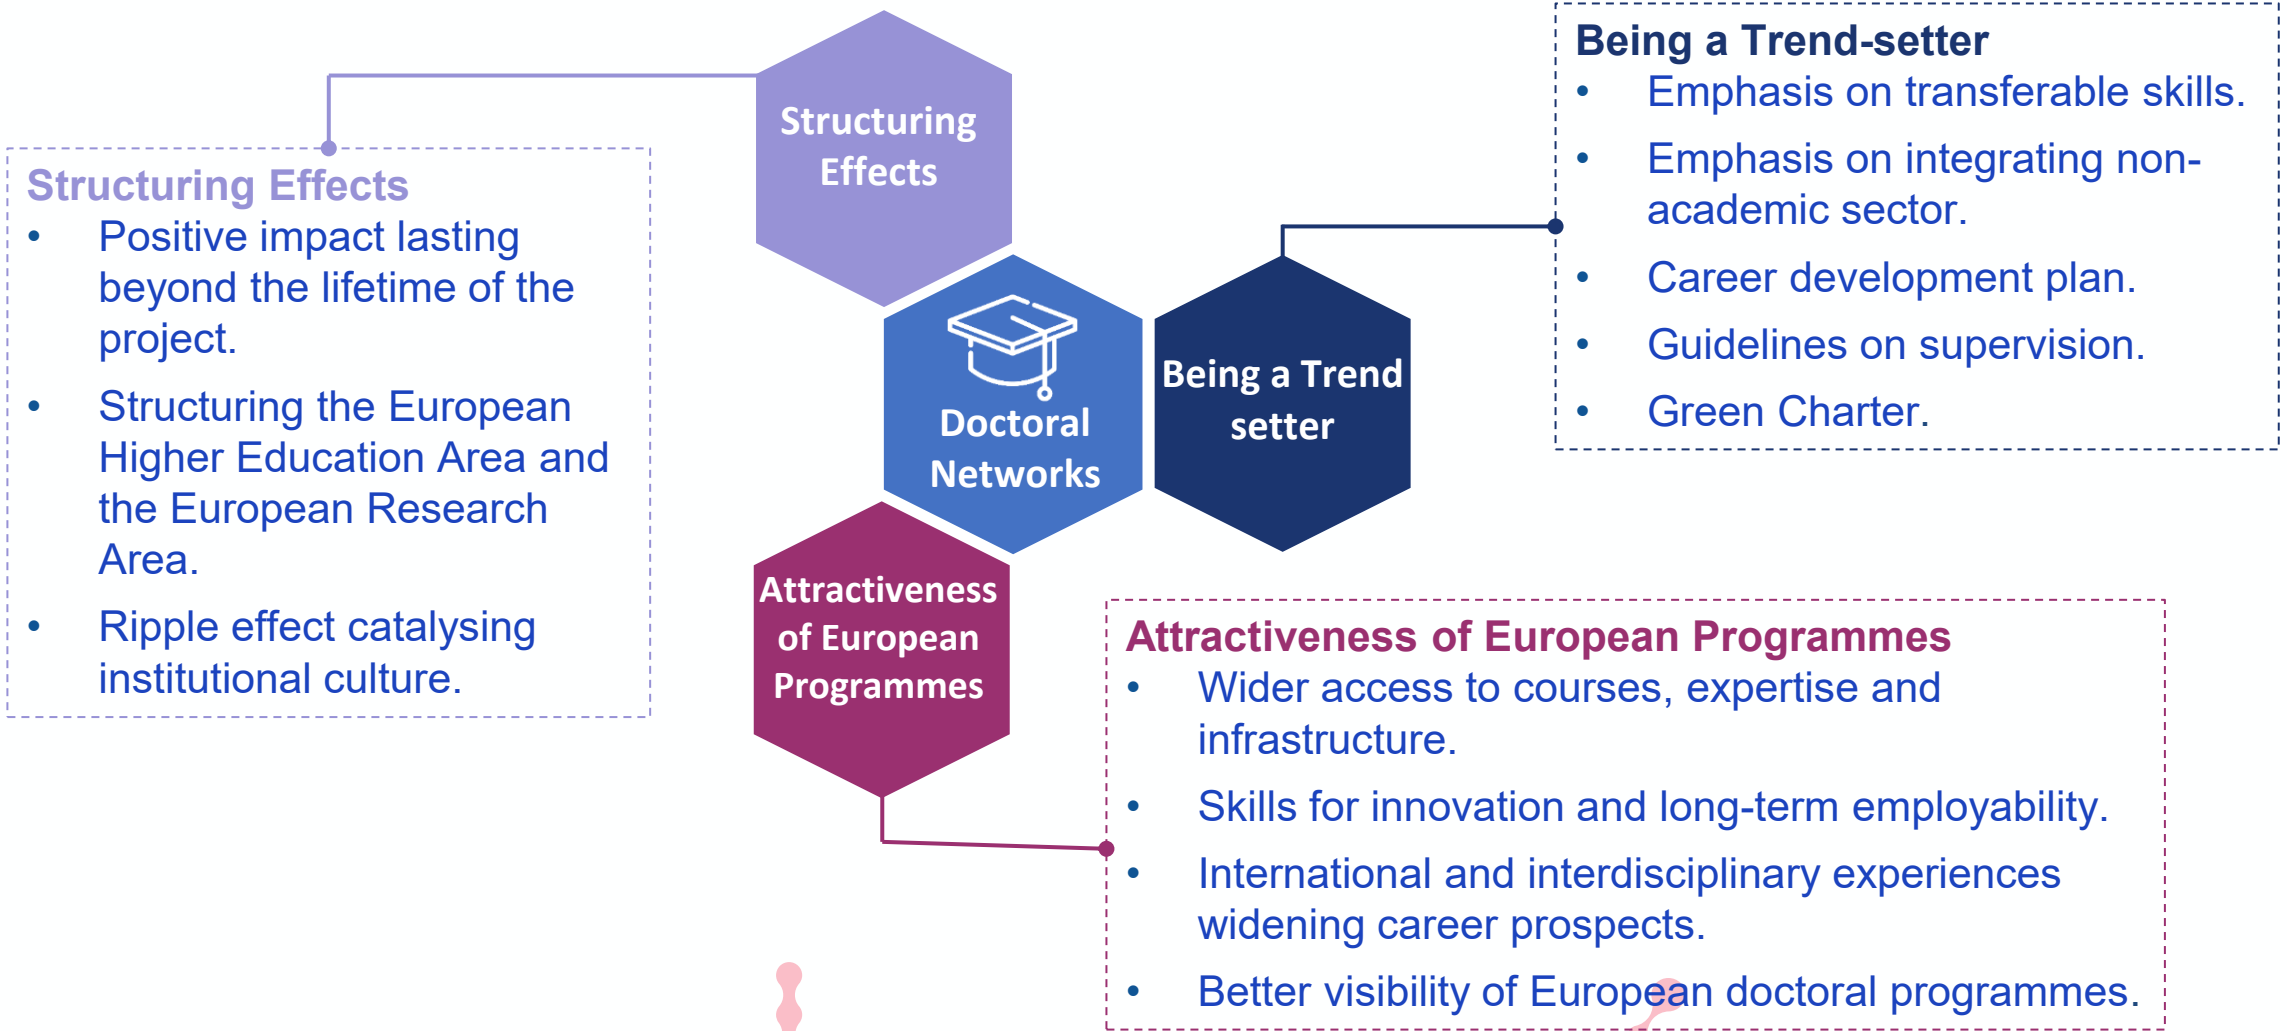 Structuring
Effects
Structuring Effects
• Positive impact lasting
beyond the lifetime of the
project.
• Structuring the European
Higher Education Area and
the European Research
Area.
• Ripple effect catalysing
institutional culture.
Doctoral
Networks
Being a Trend
setter
Being a Trend-setter
• Emphasis on transferable skills.
• Emphasis on integrating non-
academic sector.
• Career development plan.
• Guidelines on supervision.
• Green Charter.
Attractiveness
of European
Programmes
Attractiveness of European Programmes
• Wider access to courses, expertise and
infrastructure.
• Skills for innovation and long-term employability.
• International and interdisciplinary experiences
widening career prospects.
• Better visibility of European doctoral programmes.